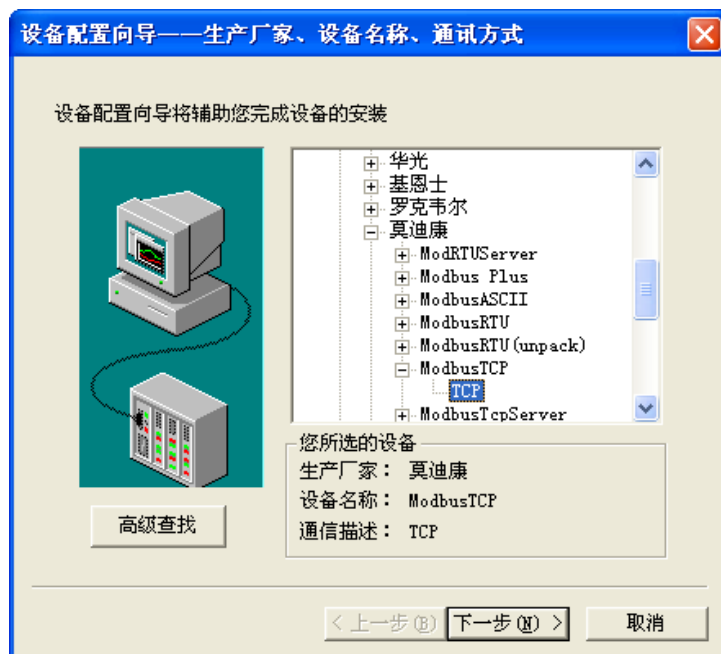 设备配置向导——生产厂家、设备名称、通讯方式
设备配置向导将辅助您完成设备的安装
华光
基恩士
罗克韦尔
莫迪康
ModRTUServer
Modbus Plus
ModbusASCII
ModbusRTU
ModbusRTU(unpack)
ModbusTCP
TCP
ModbusTcpServer
您所选的设备
生产厂家： 莫迪康
设备名称： ModbusTCP
通信描述： TCP
高级查找
< 上一步(B) 下一步(N) > 取消